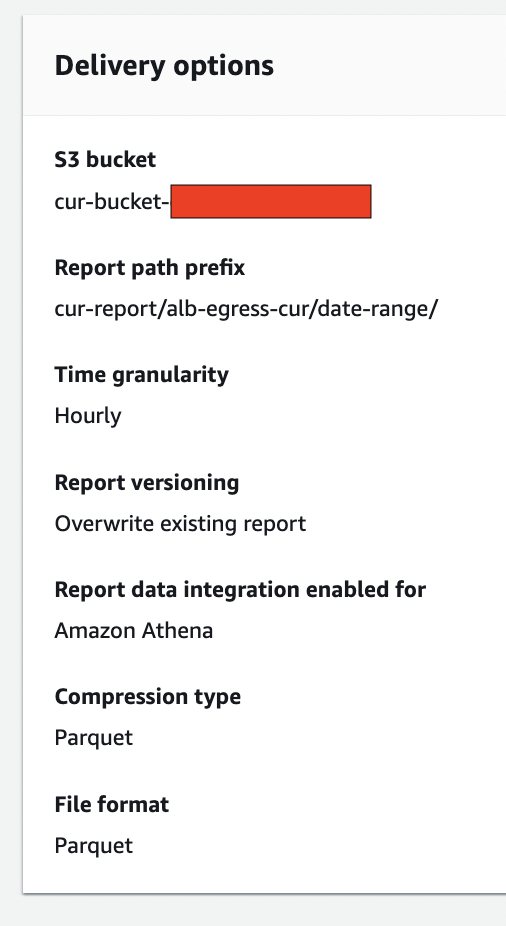 Delivery options
S3 bucket
cur-bucket-
Report path prefix
cur-report/alb-egress-cur/date-range/
Time granularity
Hourly
Report versioning
Overwrite existing report
Report data integration enabled for
Amazon Athena
Compression type
Parquet
File format
Parquet